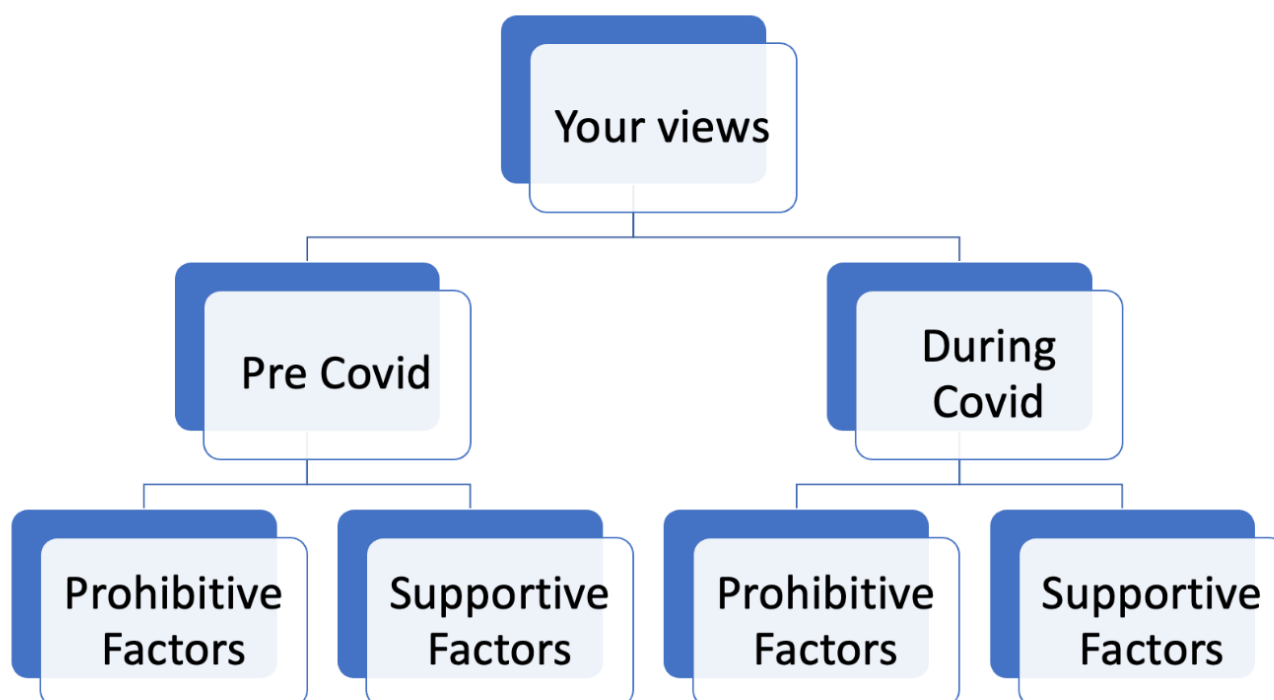 Your views
Pre Covid
During
Covid
Prohibitive
Factors
Supportive
Factors
Prohibitive
Factors
Supportive
Factors